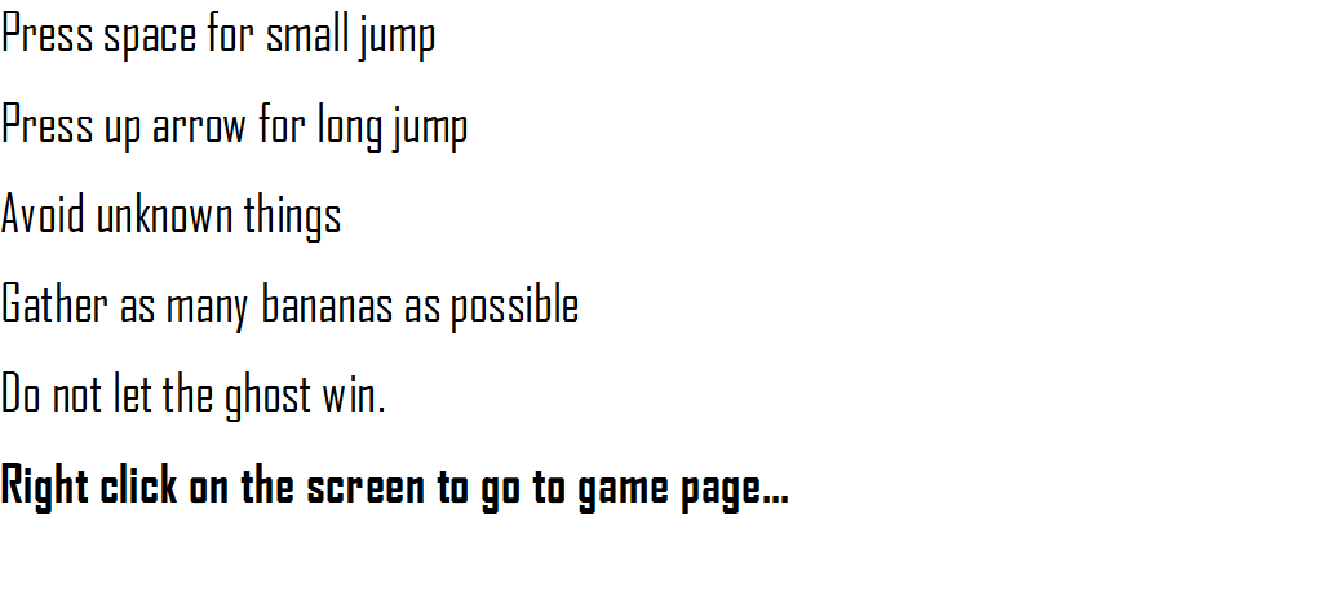 Press space for small jump
Press up arrow for long jump
Avoid unknown things
Gather as many bananas as possible
Do not let the ghost win.
Right click on the screen to go to game page...